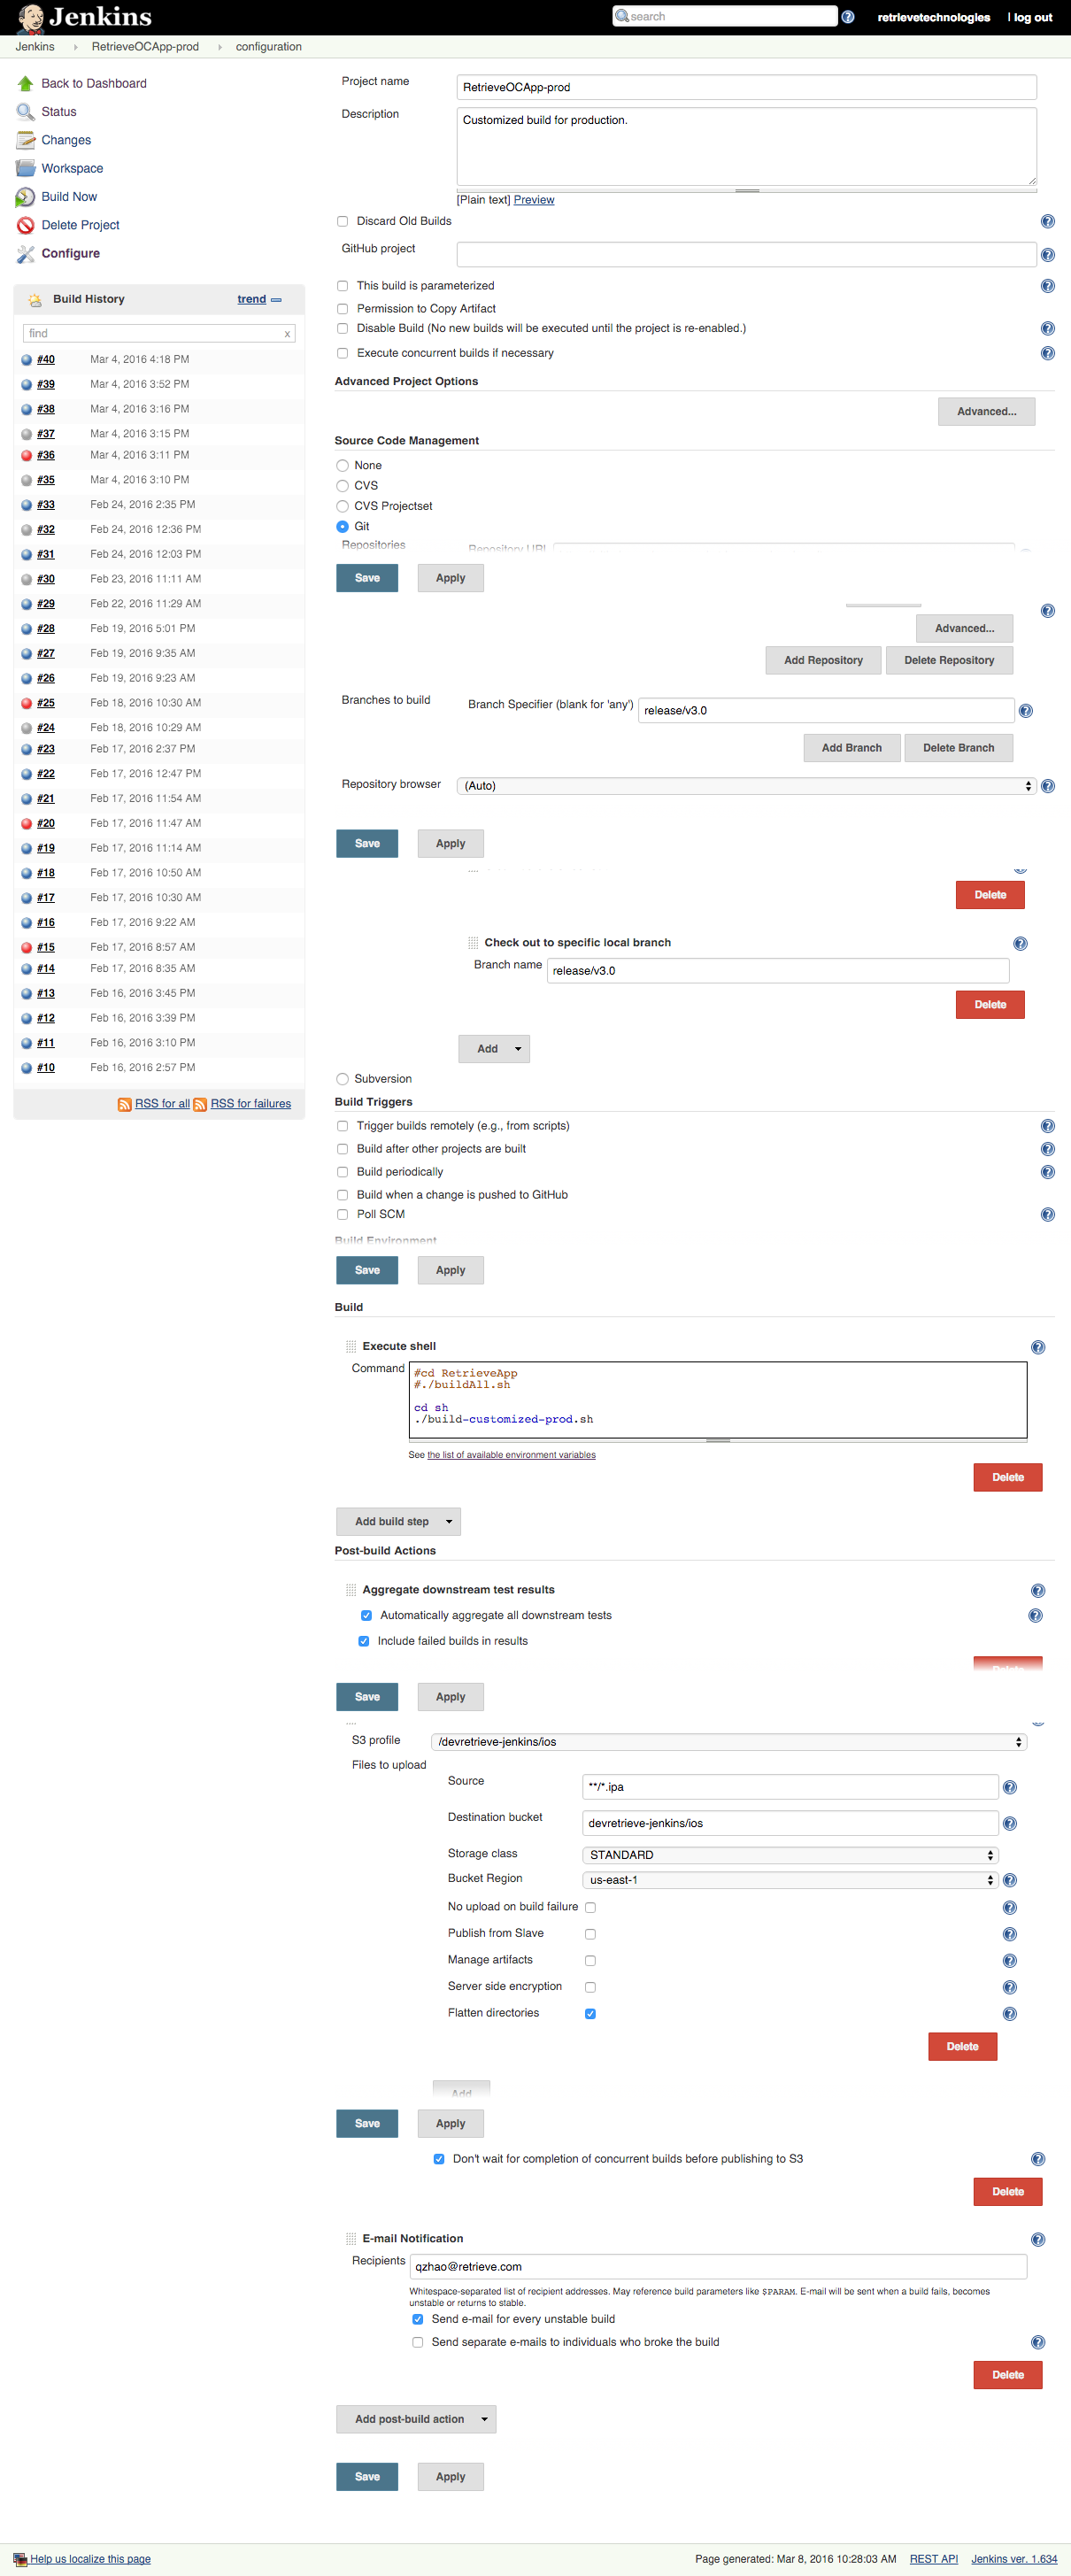 Jenkins
search
retrievetechnologies
| log out
Jenkins
RetrieveOCApp-prod
configuration
Back to Dashboard
Status
Changes
Workspace
Build Now
Delete Project
Configure
Build History
trend
find
x
#40 Mar 4, 2016 4:18 PM
#39 Mar 4, 2016 3:52 PM
#38 Mar 4, 2016 3:16 PM
#37 Mar 4, 2016 3:15 PM
#36 Mar 4, 2016 3:11 PM
#35 Mar 4, 2016 3:10 PM
#33 Feb 24, 2016 2:35 PM
#32 Feb 24, 2016 12:36 PM
#31 Feb 24, 2016 12:03 PM
#30 Feb 23, 2016 11:11 AM
#29 Feb 22, 2016 11:29 AM
#28 Feb 19, 2016 5:01 PM
#27 Feb 19, 2016 9:35 AM
#26 Feb 19, 2016 9:23 AM
#25 Feb 18, 2016 10:30 AM
#24 Feb 18, 2016 10:29 AM
#23 Feb 17, 2016 2:37 PM
#22 Feb 17, 2016 12:47 PM
#21 Feb 17, 2016 11:54 AM
#20 Feb 17, 2016 11:47 AM
#19 Feb 17, 2016 11:14 AM
#18 Feb 17, 2016 10:50 AM
#17 Feb 17, 2016 10:30 AM
#16 Feb 17, 2016 9:22 AM
#15 Feb 17, 2016 8:57 AM
#14 Feb 17, 2016 8:35 AM
#13 Feb 16, 2016 3:45 PM
#12 Feb 16, 2016 3:39 PM
#11 Feb 16, 2016 3:10 PM
#10 Feb 16, 2016 2:57 PM
RSS for all RSS for failures
Project name RetrieveOCApp-prod
Description Customized build for production.
[Plain text] Preview
Discard Old Builds
GitHub project
This build is parameterized
Permission to Copy Artifact
Disable Build (No new builds will be executed until the project is re-enabled.)
Execute concurrent builds if necessary
Advanced Project Options
Advanced...
Source Code Management
None
CVS
CVS Projectset
Git
Repositories Repository URL
Save Apply
Advanced...
Add Repository Delete Repository
Branches to build Branch Specifier (blank for 'any') release/v3.0
Add Branch Delete Branch
Repository browser (Auto)
Save Apply
Delete
Check out to specific local branch
Branch name release/v3.0
Delete
Add
Subversion
Build Triggers
Trigger builds remotely (e.g., from scripts)
Build after other projects are built
Build periodically
Build when a change is pushed to GitHub
Poll SCM
Build Environment
Save Apply
Build
Execute shell
Command #cd RetrieveApp
#./buildAll.sh
cd sh
./build-customized-prod.sh
See the list of available environment variables
Delete
Add build step
Post-build Actions
Aggregate downstream test results
Automatically aggregate all downstream tests
Include failed builds in results
Delete
Save Apply
S3 profile /devretrieve-jenkins/ios
Files to upload
Source **/*.ipa
Destination bucket devretrieve-jenkins/ios
Storage class STANDARD
Bucket Region us-east-1
No upload on build failure
Publish from Slave
Manage artifacts
Server side encryption
Flatten directories
Delete
Add
Save Apply
Don't wait for completion of concurrent builds before publishing to S3
Delete
E-mail Notification
Recipients qzhao@retrieve.com
Whitespace-separated list of recipient addresses. May reference build parameters like $PARAM. E-mail will be sent when a build fails, becomes
unstable or returns to stable.
Send e-mail for every unstable build
Send separate e-mails to individuals who broke the build
Delete
Add post-build action
Save Apply
Help us localize this page
Page generated: Mar 8, 2016 10:28:03 AM REST API Jenkins ver. 1.634